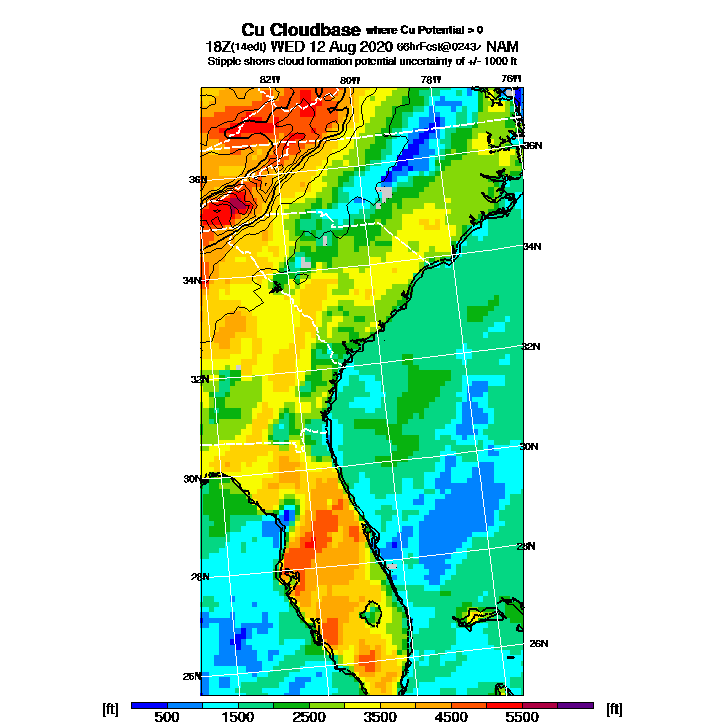 Cu Cloudbase where Cu Potential > 0
18Z(14edt) WED 12 Aug 2020 66hrFcst@0243z NAM
Stipple shows cloud formation potential uncertainty of +/- 1000 ft
82W 80W 78W 76W
36N
36N
34N
34N
32N
32N
30N
30N
28N
28N
26N
26N
[ft] 500 1500 2500 3500 4500 5500 [ft]